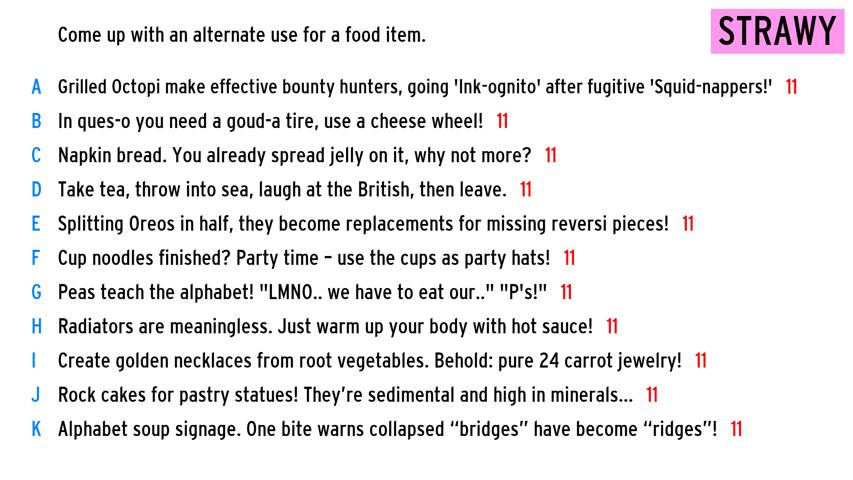 Come up with an alternate use for a food item.
STRAWY
A Grilled Octopi make effective bounty hunters, going 'Ink-ognito' after fugitive 'Squid-nappers!' 11
B In ques-o you need a goud-a tire, use a cheese wheel! 11
C Napkin bread. You already spread jelly on it, why not more? 11
D Take tea, throw into sea, laugh at the British, then leave. 11
E Splitting Oreos in half, they become replacements for missing reversi pieces! 11
F Cup noodles finished? Party time – use the cups as party hats! 11
G Peas teach the alphabet! "LMNO.. we have to eat our.." "P's!" 11
H Radiators are meaningless. Just warm up your body with hot sauce! 11
I Create golden necklaces from root vegetables. Behold: pure 24 carrot jewelry! 11
J Rock cakes for pastry statues! They’re sedimental and high in minerals... 11
K Alphabet soup signage. One bite warns collapsed “bridges” have become “ridges”! 11